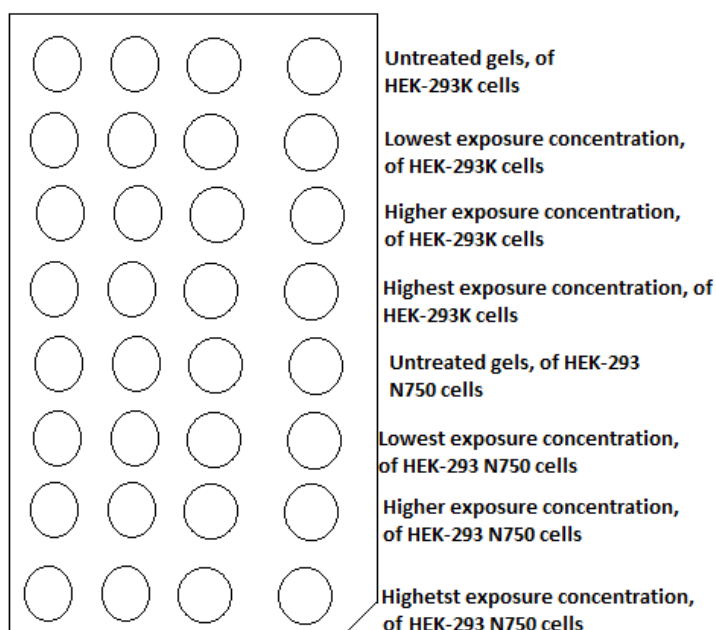 Untreated gels, of
HEK-293K cells
Lowest exposure concentration,
of HEK-293K cells
Higher exposure concentration,
of HEK-293K cells
Highest exposure concentration, of
HEK-293K cells
Untreated gels, of HEK-293
N750 cells
Lowest exposure concentration,
of HEK-293 N750 cells
Higher exposure concentration,
of HEK-293 N750 cells
Highetst exposure concentration,
of HEK-293 N750 cells